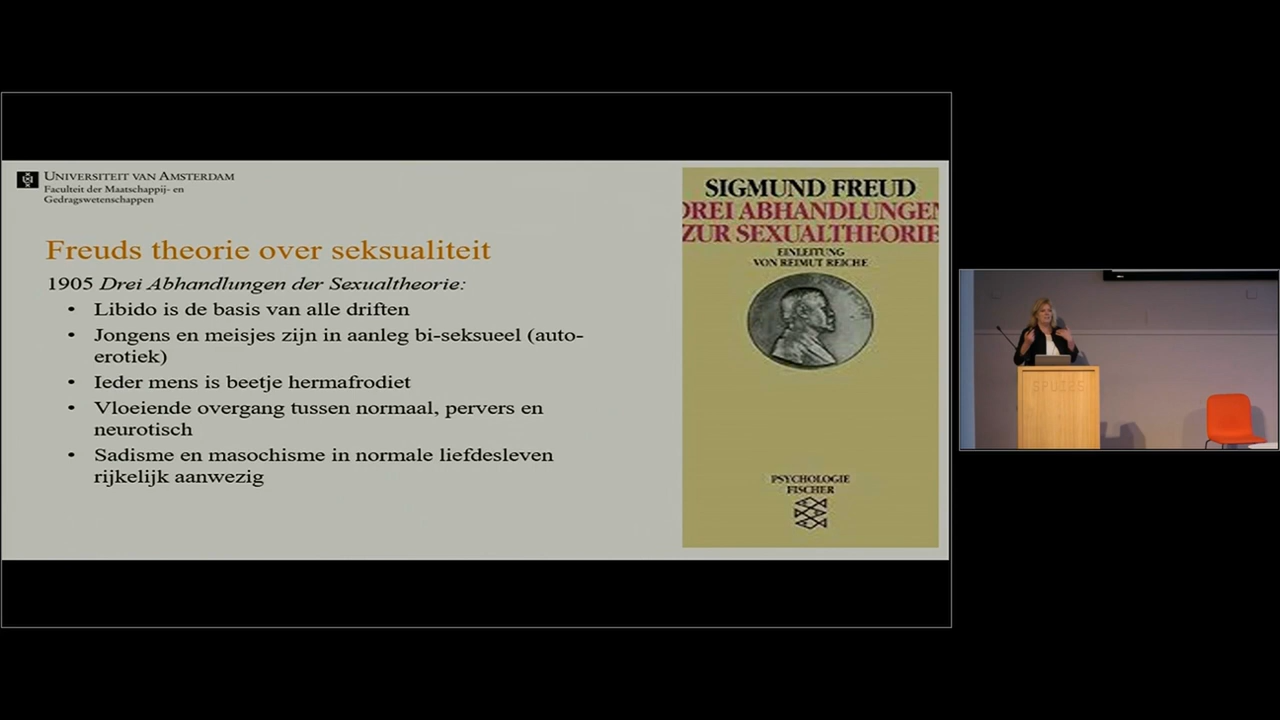 UNIVERSITEIT VAN AMSTERDAM
Faculteit der Maatschappij- en
Gedragswetenschappen
Freuds theorie over seksualiteit
1905 Drei Abhandlungen der Sexualtheorie:
• Libido is de basis van alle driften
• Jongens en meisjes zijn in aanleg bi-seksueel (auto-
erotiek)
• Ieder mens is beetje hermafrodiet
• Vloeiende overgang tussen normaal, pervers en
neurotisch
• Sadisme en masochisme in normale liefdesleven
rijkelijk aanwezig
SIGMUND FREUD
DREI ABHANDLUNGEN
ZUR SEXUALTHEORIE
EINLEITUNG
VON REIMUT REICHE
PSYCHOLOGIE
FISCHER
SPUI25